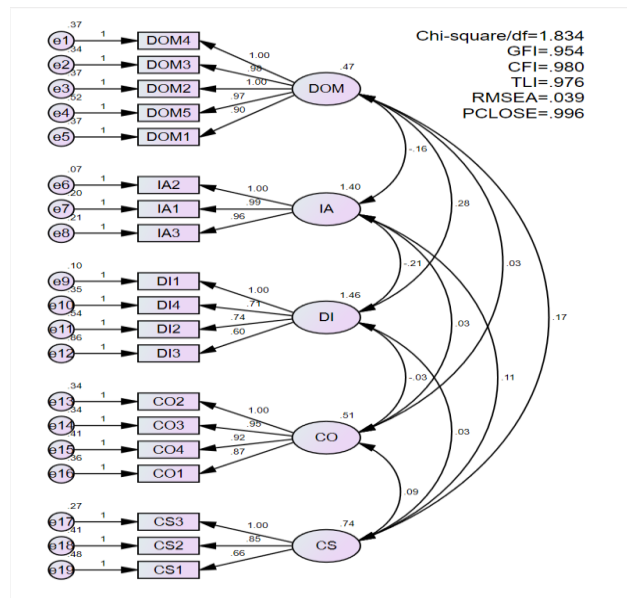 Chi-square/df=1.834
GFI=.954
CFI=.980
TLI=.976
RMSEA=.039
PCLOSE=.996
.37
e1 1 DOM4
.34
e2 1 DOM3
.37
e3 1 DOM2
.52
e4 1 DOM5
.37
e5 1 DOM1
1.00
.98
1.00
.97
.90
.47
DOM
-.16
.07
e6 1 IA2
.20
e7 1 IA1
.21
e8 1 IA3
1.00
.99
.96
1.40
IA
.28
-.21
.03
.10
e9 1 DI1
.35
e10 1 DI4
.54
e11 1 DI2
.86
e12 1 DI3
1.00
.71
.74
.60
1.46
DI
.03
.17
-.03
.11
.03
.34
e13 1 CO2
.34
e14 1 CO3
.41
e15 1 CO4
.36
e16 1 CO1
1.00
.95
.92
.87
.51
CO
.09
.27
e17 1 CS3
.41
e18 1 CS2
.48
e19 1 CS1
1.00
.85
.66
.74
CS